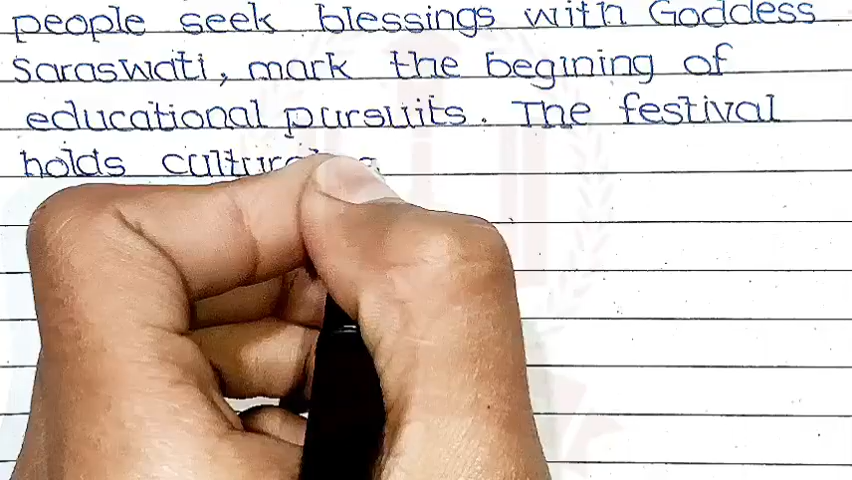 people seek blessings with Goddess
Saraswati, mark the begining of
educational pursuits. The festival
holds